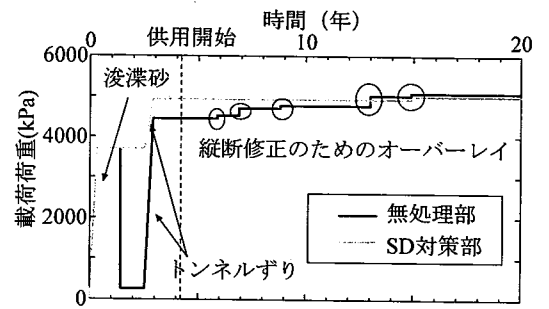 時間（年）
0 供用開始 10 20
6000
浚渫砂
4000
縦断修正のためのオーバーレイ
載荷荷重(kPa)
無処理部
2000
SD対策部
トンネルずり
0